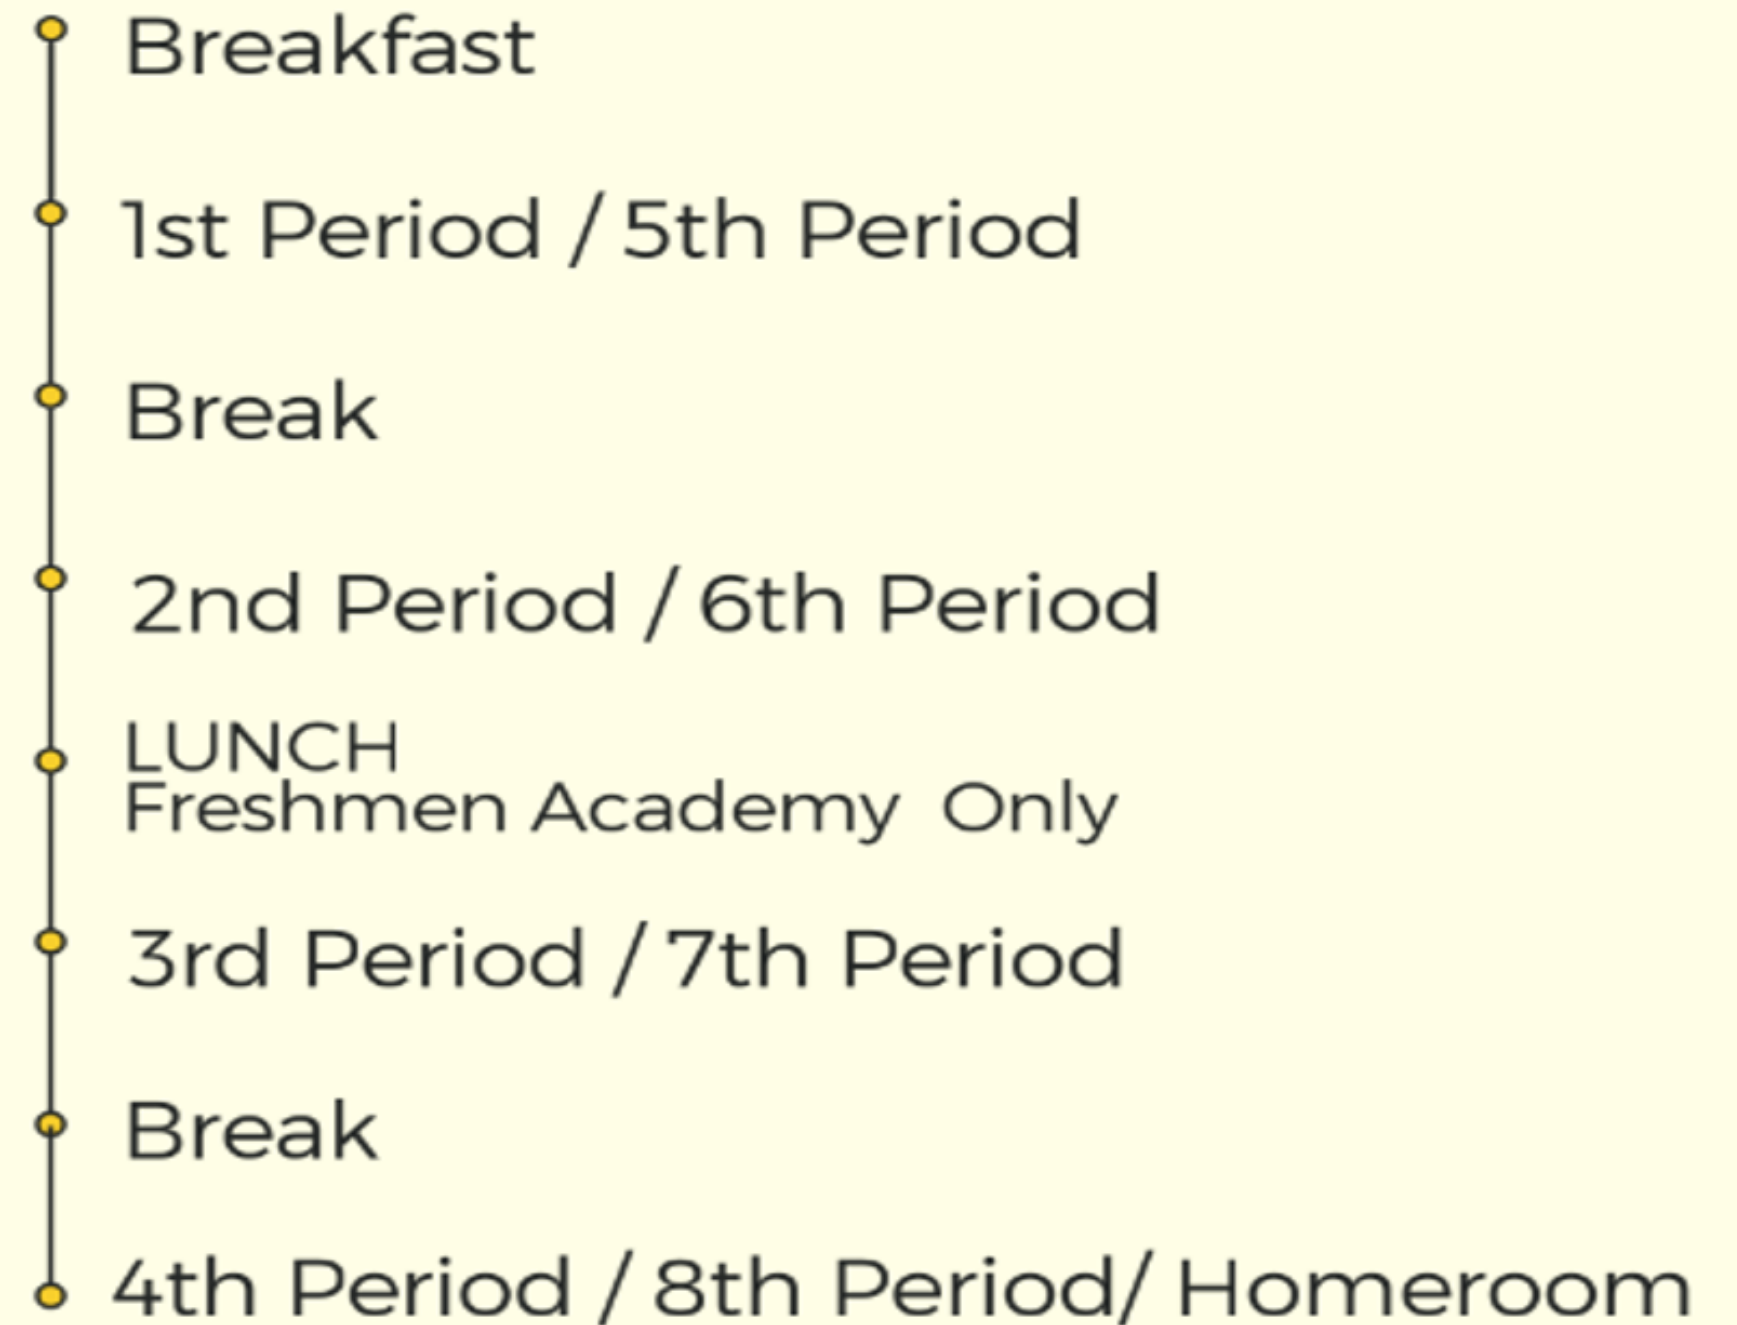 Breakfast
1st Period / 5th Period
Break
2nd Period / 6th Period
LUNCH
Freshmen Academy  Only
3rd Period / 7th Period
Break
4th Period / 8th Period/ Homeroom